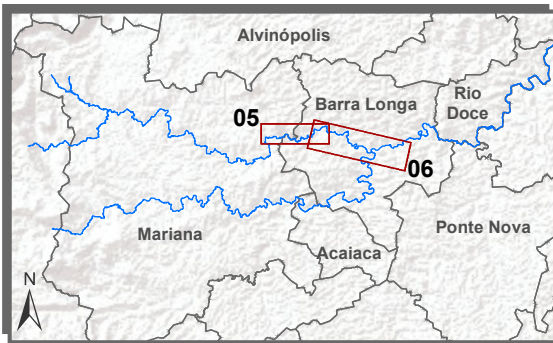 Alvinópolis
05
Barra Longa
Rio
Doce
06
Mariana
Acaiaca
Ponte Nova
N